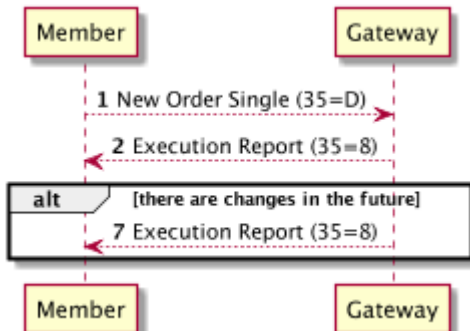 Member Gateway
1 New Order Single (35=D)
2 Execution Report (35=8)
alt [there are changes in the future]
7 Execution Report (35=8)
Member Gateway